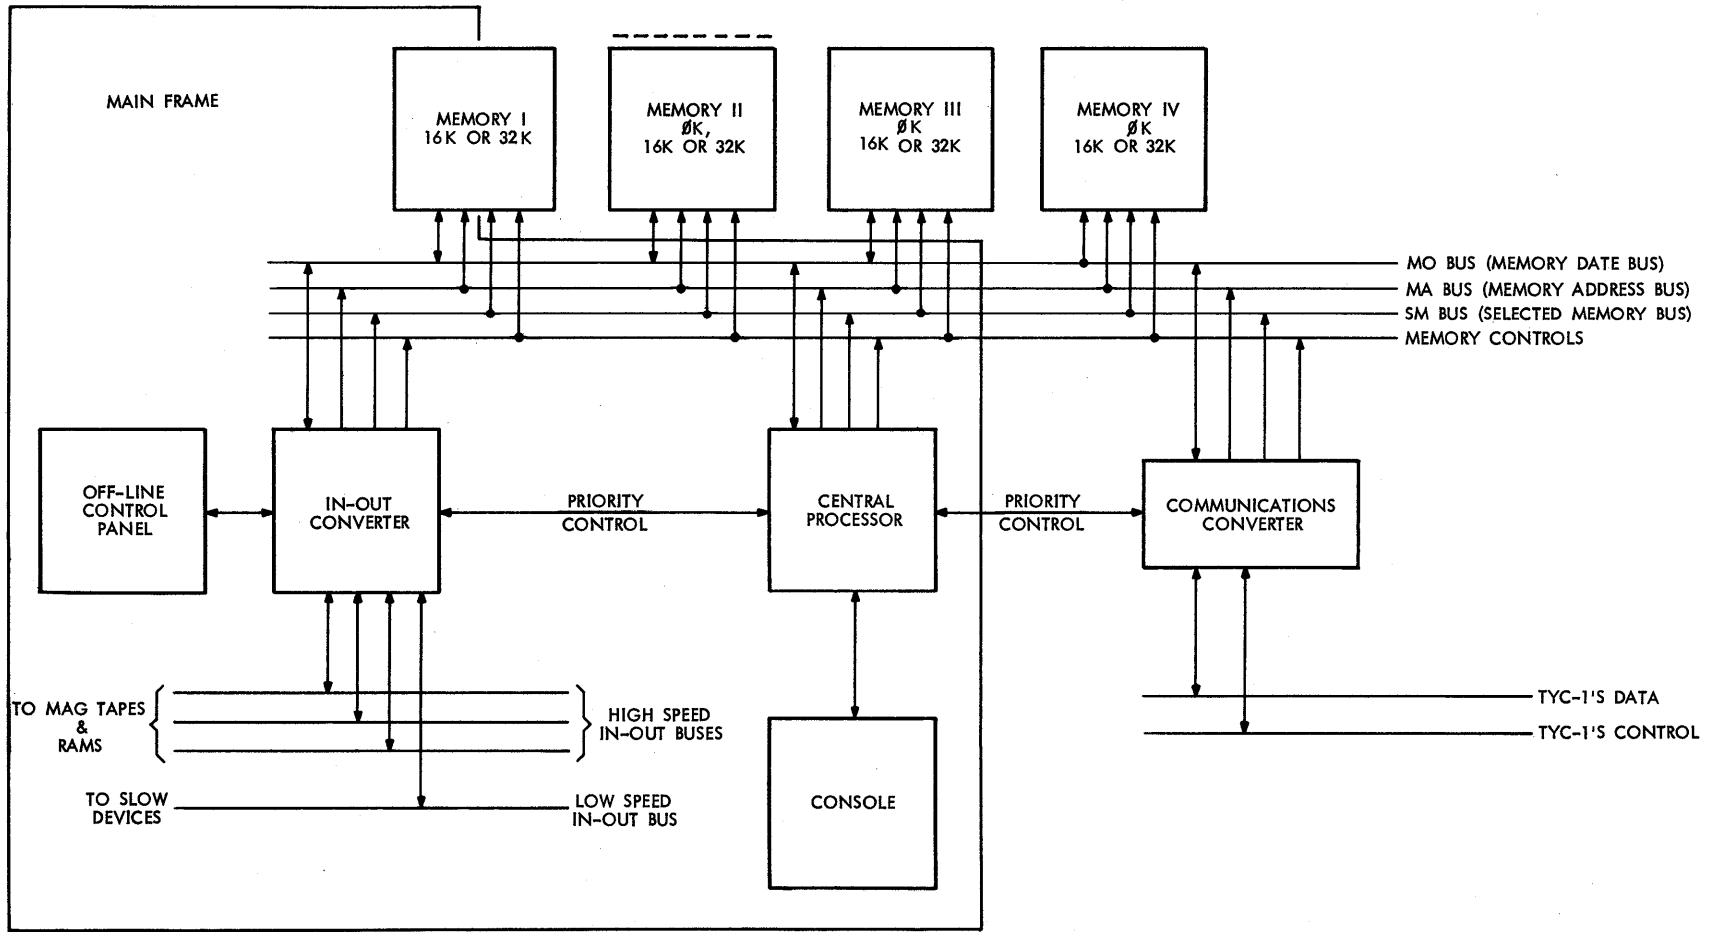 MAIN FRAME
MEMORY I
16K OR 32K
MEMORY II
ØK,
16K OR 32K
MEMORY III
ØK
16K OR 32K
MEMORY IV
ØK
16K OR 32K
MO BUS (MEMORY DATE BUS)
MA BUS (MEMORY ADDRESS BUS)
SM BUS (SELECTED MEMORY BUS)
MEMORY CONTROLS
OFF-LINE
CONTROL
PANEL
IN-OUT
CONVERTER
PRIORITY
CONTROL
CENTRAL
PROCESSOR
PRIORITY
CONTROL
COMMUNICATIONS
CONVERTER
TO MAG TAPES
&
RAMS
HIGH SPEED
IN-OUT BUSES
TO SLOW
DEVICES
LOW SPEED
IN-OUT BUS
CONSOLE
TYC-1'S DATA
TYC-1'S CONTROL